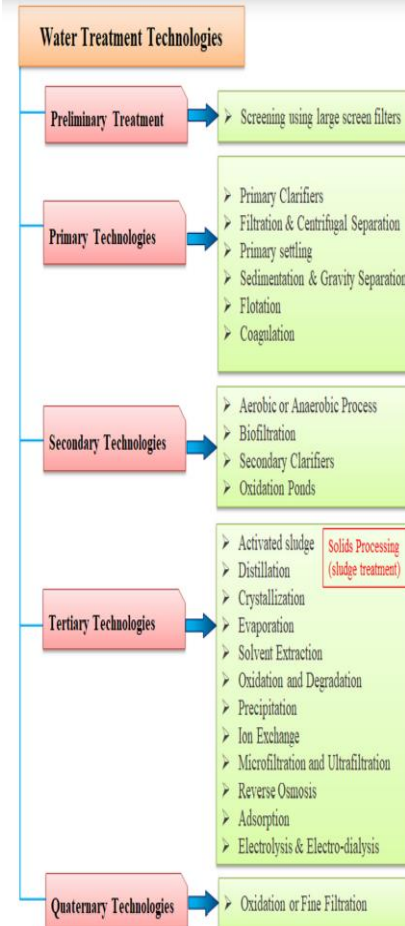 Water Treatment Technologies
Preliminary Treatment
➢ Screening using large screen filters
Primary Technologies
➢ Primary Clarifiers
➢ Filtration & Centrifugal Separation
➢ Primary settling
➢ Sedimentation & Gravity Separation
➢ Flotation
➢ Coagulation
Secondary Technologies
➢ Aerobic or Anaerobic Process
➢ Biofiltration
➢ Secondary Clarifiers
➢ Oxidation Ponds
Tertiary Technologies
➢ Activated sludge
Solids Processing
(sludge treatment)
➢ Distillation
➢ Crystallization
➢ Evaporation
➢ Solvent Extraction
➢ Oxidation and Degradation
➢ Precipitation
➢ Ion Exchange
➢ Microfiltration and Ultrafiltration
➢ Reverse Osmosis
➢ Adsorption
➢ Electrolysis & Electro-dialysis
Quaternary Technologies
➢ Oxidation or Fine Filtration